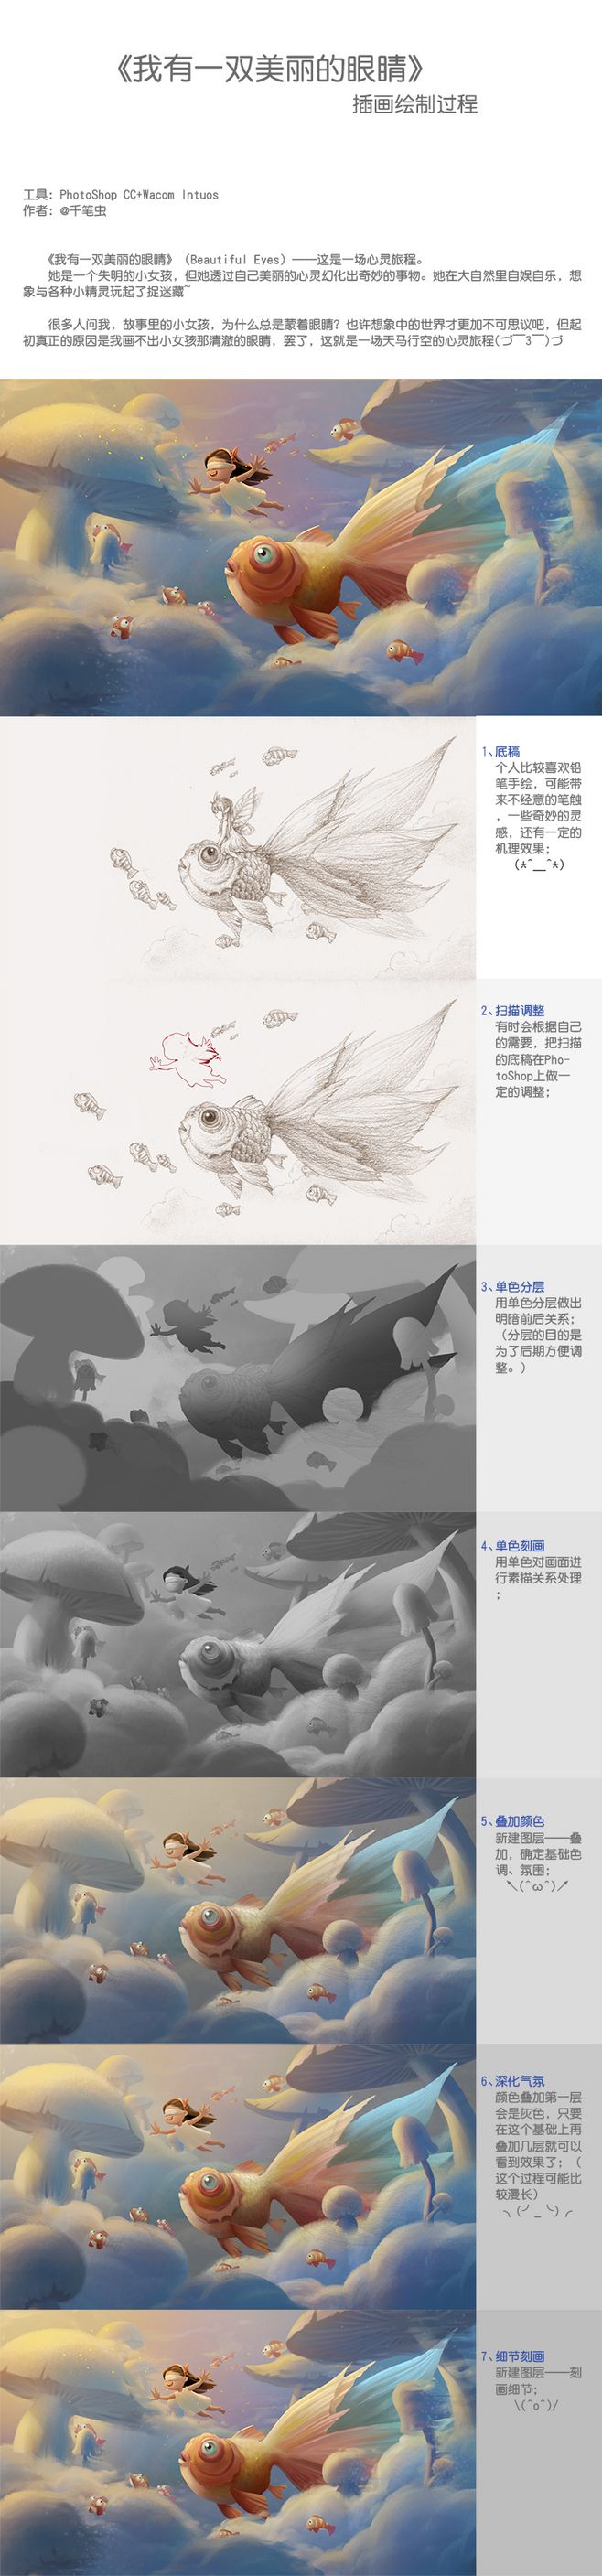 《我有一双美丽的眼睛》
插画绘制过程
工具: PhotoShop CC+Wacom Intuos
作者: @千笔虫
《我有一双美丽的眼睛》(Beautiful Eyes)——这是一场心灵旅程。
她是一个失明的小女孩, 但她透过自己美丽的心灵幻化出奇妙的事物。她在大自然里自娱自乐, 想
象与各种小精灵玩起了捉迷藏~
很多人问我, 故事里的小女孩, 为什么总是蒙着眼睛? 也许想象中的世界才更加不可思议吧, 但起
初真正的原因是我画不出小女孩那清澈的眼睛, 罢了, 这就是一场天马行空的心灵旅程(づ￣3￣)づ
1、底稿
个人比较喜欢铅
笔手绘, 可能带
来不经意的笔触
, 一些奇妙的灵
感, 还有一定的
机理效果;
(*^__^*)
2、扫描调整
有时会根据自己
的需要, 把扫描
的底稿在Pho-
toShop上做一
定的调整;
3、单色分层
用单色分层做出
明暗前后关系;
(分层的目的是
为了后期方便调
整。)
4、单色刻画
用单色对画面进
行素描关系处理
;
5、叠加颜色
新建图层——叠
加, 确定基础色
调、氛围;
↖(^ω^)↗
6、深化气氛
颜色叠加第一层
会是灰色, 只要
在这个基础上再
叠加几层就可以
看到效果了; (
这个过程可能比
较漫长)
╮(╯_╰)╭
7、细节刻画
新建图层——刻
画细节;
\(^o^)/